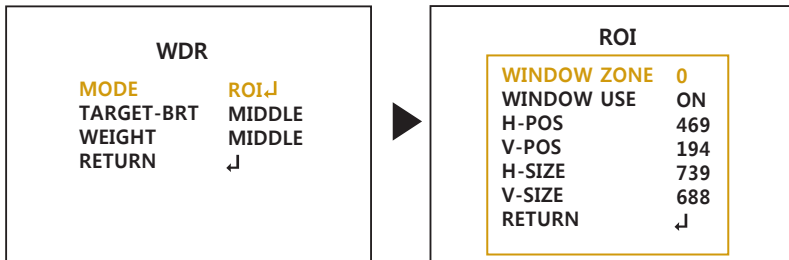 WDR
MODE ROI↲
TARGET-BRT MIDDLE
WEIGHT MIDDLE
RETURN ↲
ROI
WINDOW ZONE 0
WINDOW USE ON
H-POS 469
V-POS 194
H-SIZE 739
V-SIZE 688
RETURN ↲